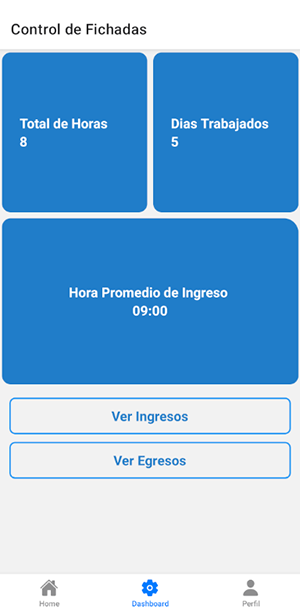 Control de Fichadas
Total de Horas
8
Dias Trabajados
5
Hora Promedio de Ingreso
09:00
Ver Ingresos
Ver Egresos
Home
Dashboard
Perfil